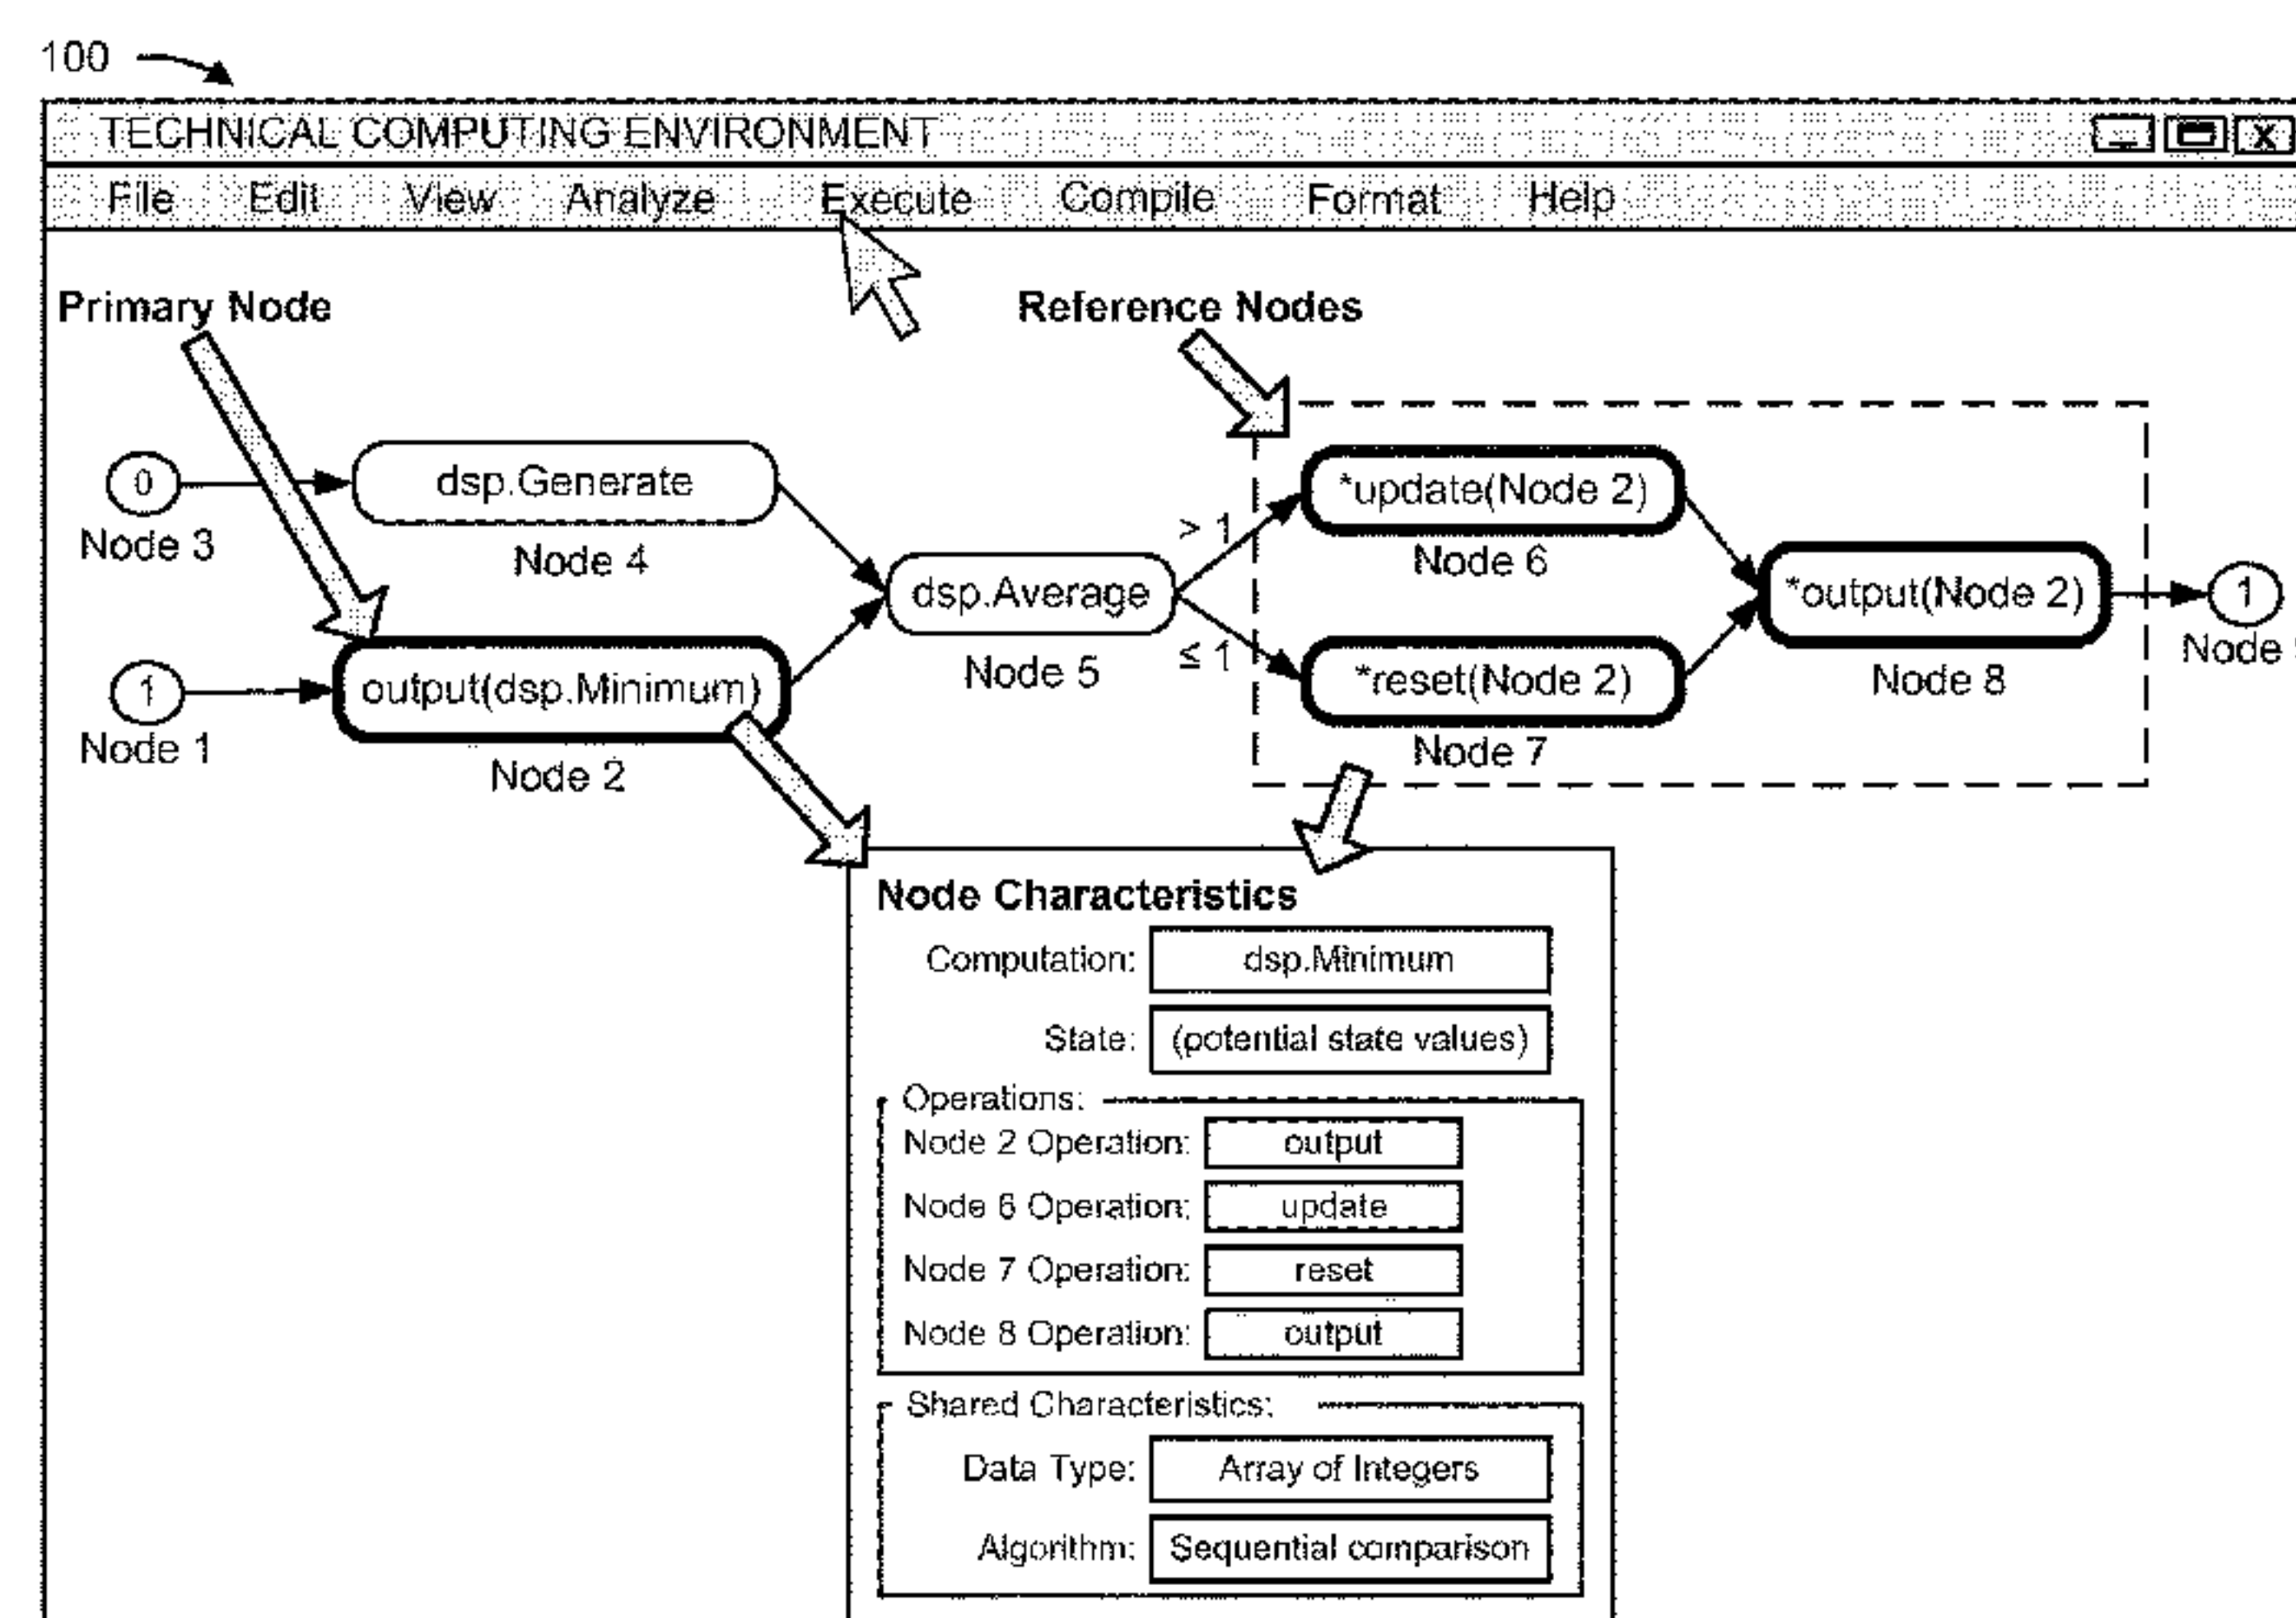 100
TECHNICAL COMPUTING ENVIRONMENT
File Edit View Analyze Execute Compile Format Help
Primary Node
Reference Nodes
0
Node 3
dsp.Generate
Node 4
1
Node 1
output(dsp.Minimum)
Node 2
dsp.Average
Node 5
> 1
≤ 1
*update(Node 2)
Node 6
*reset(Node 2)
Node 7
*output(Node 2)
Node 8
1
Node
Node Characteristics
Computation: dsp.Minimum
State: (potential state values)
Operations:
Node 2 Operation: output
Node 6 Operation: update
Node 7 Operation: reset
Node 8 Operation: output
Shared Characteristics:
Data Type: Array of Integers
Algorithm: Sequential comparison